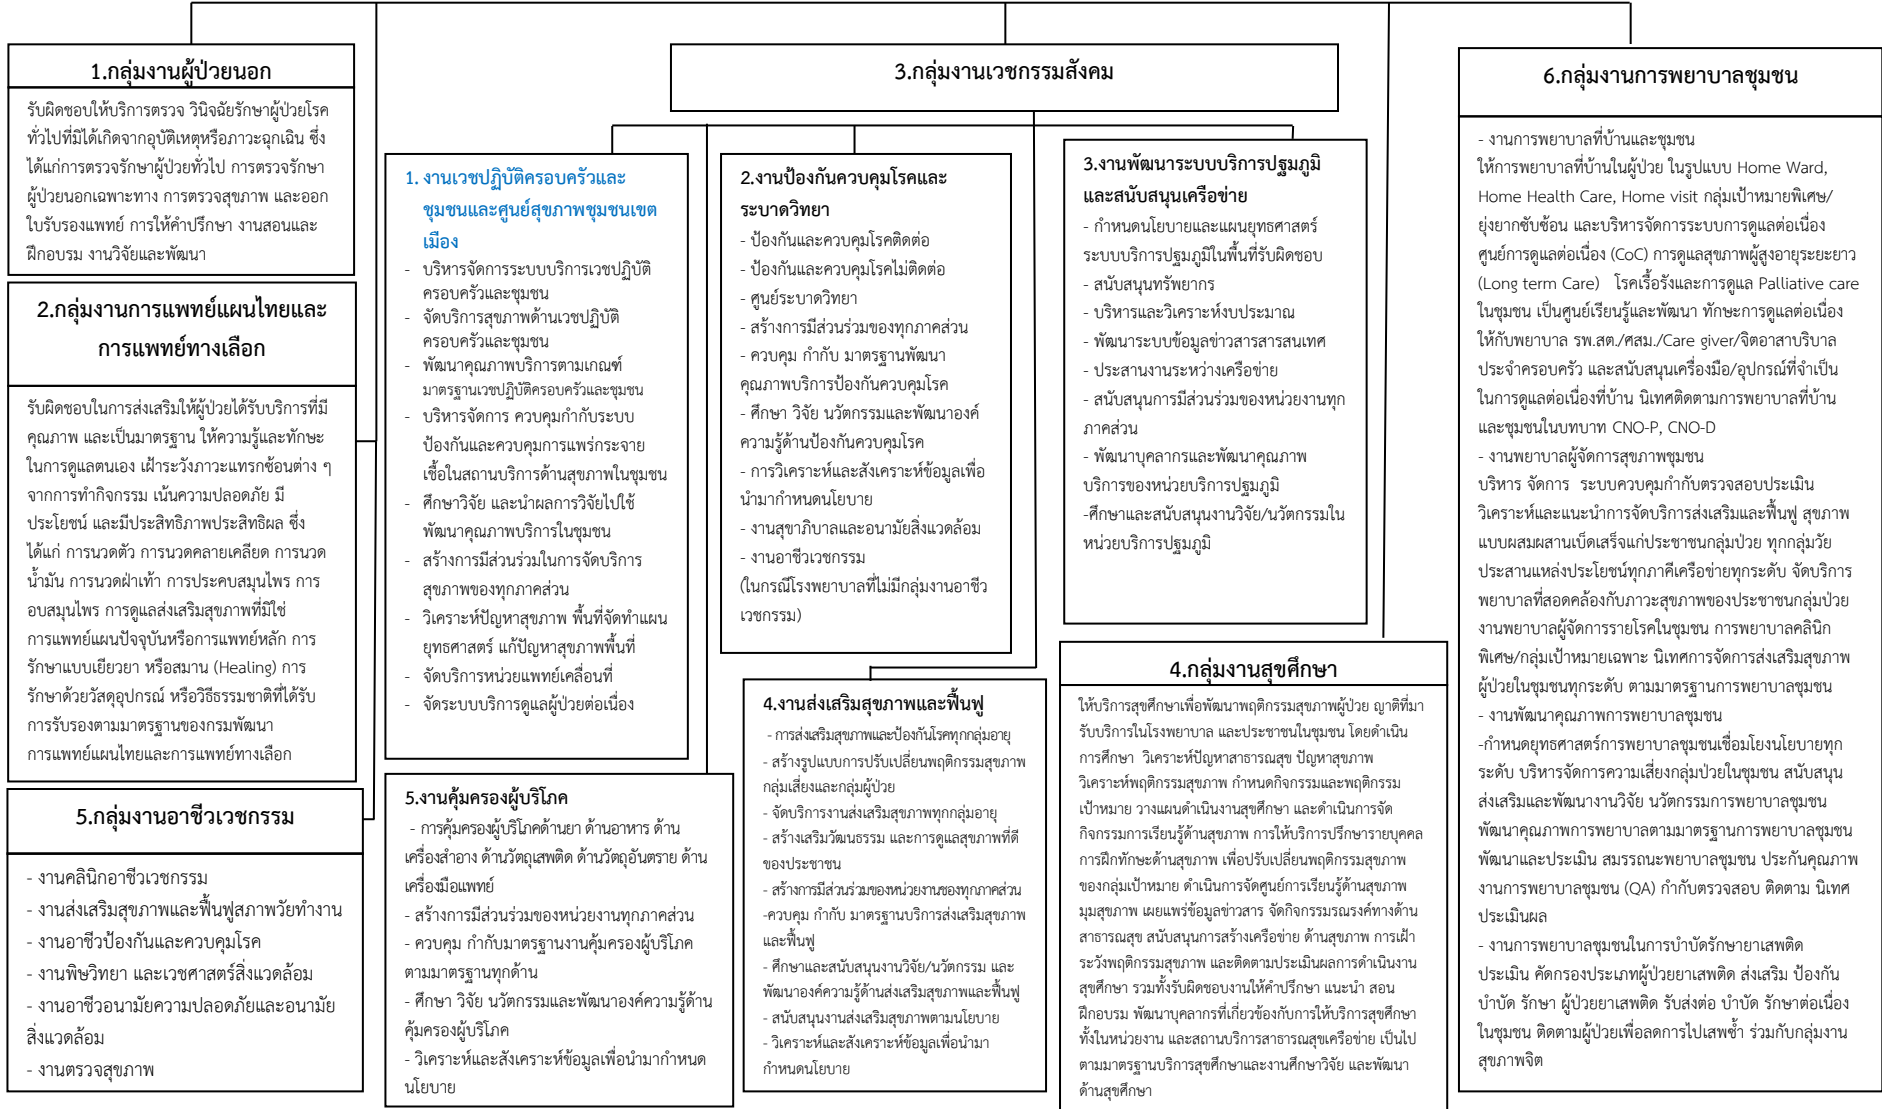 1.กลุ่มงานผู้ป่วยนอก
รับผิดชอบให้บริการตรวจ วินิจฉัยรักษาผู้ป่วยโรค
ทั่วไปที่มิได้เกิดจากอุบัติเหตุหรือภาวะฉุกเฉิน ซึ่ง
ได้แก่การตรวจรักษาผู้ป่วยทั่วไป การตรวจรักษา
ผู้ป่วยนอกเฉพาะทาง การตรวจสุขภาพ และออก
ใบรับรองแพทย์ การให้คำปรึกษา งานสอนและ
ฝึกอบรม งานวิจัยและพัฒนา
2.กลุ่มงานการแพทย์แผนไทยและ
การแพทย์ทางเลือก
รับผิดชอบในการส่งเสริมให้ผู้ป่วยได้รับบริการที่มี
คุณภาพ และเป็นมาตรฐาน ให้ความรู้และทักษะ
ในการดูแลตนเอง เฝ้าระวังภาวะแทรกซ้อนต่าง ๆ
จากการทำกิจกรรม เน้นความปลอดภัย มี
ประโยชน์ และมีประสิทธิภาพประสิทธิผล ซึ่ง
ได้แก่ การนวดตัว การนวดคลายเคลียด การนวด
น้ำมัน การนวดฝ่าเท้า การประคบสมุนไพร การ
อบสมุนไพร การดูแลส่งเสริมสุขภาพที่มิใช่
การแพทย์แผนปัจจุบันหรือการแพทย์หลัก การ
รักษาแบบเยียวยา หรือสมาน (Healing) การ
รักษาด้วยวัสดุอุปกรณ์ หรือวิธีธรรมชาติที่ได้รับ
การรับรองตามมาตรฐานของกรมพัฒนา
การแพทย์แผนไทยและการแพทย์ทางเลือก
5.กลุ่มงานอาชีวเวชกรรม
- งานคลินิกอาชีวเวชกรรม
- งานส่งเสริมสุขภาพและฟื้นฟูสภาพวัยทำงาน
- งานอาชีวป้องกันและควบคุมโรค
- งานพิษวิทยา และเวชศาสตร์สิ่งแวดล้อม
- งานอาชีวอนามัยความปลอดภัยและอนามัย
สิ่งแวดล้อม
- งานตรวจสุขภาพ
3.กลุ่มงานเวชกรรมสังคม
1. งานเวชปฏิบัติครอบครัวและ
ชุมชนและศูนย์สุขภาพชุมชนเขต
เมือง
- บริหารจัดการระบบบริการเวชปฏิบัติ
ครอบครัวและชุมชน
- จัดบริการสุขภาพด้านเวชปฏิบัติ
ครอบครัวและชุมชน
- พัฒนาคุณภาพบริการตามเกณฑ์
มาตรฐานเวชปฏิบัติครอบครัวและชุมชน
- บริหารจัดการ ควบคุมกำกับระบบ
ป้องกันและควบคุมการแพร่กระจาย
เชื้อในสถานบริการด้านสุขภาพในชุมชน
- ศึกษาวิจัย และนำผลการวิจัยไปใช้
พัฒนาคุณภาพบริการในชุมชน
- สร้างการมีส่วนร่วมในการจัดบริการ
สุขภาพของทุกภาคส่วน
- วิเคราะห์ปัญหาสุขภาพ พื้นที่จัดทำแผน
ยุทธศาสตร์ แก้ปัญหาสุขภาพพื้นที่
- จัดบริการหน่วยแพทย์เคลื่อนที่
- จัดระบบบริการดูแลผู้ป่วยต่อเนื่อง
2.งานป้องกันควบคุมโรคและ
ระบาดวิทยา
- ป้องกันและควบคุมโรคติดต่อ
- ป้องกันและควบคุมโรคไม่ติดต่อ
- ศูนย์ระบาดวิทยา
- สร้างการมีส่วนร่วมของทุกภาคส่วน
- ควบคุม กำกับ มาตรฐานพัฒนา
คุณภาพบริการป้องกันควบคุมโรค
- ศึกษา วิจัย นวัตกรรมและพัฒนาองค์
ความรู้ด้านป้องกันควบคุมโรค
- การวิเคราะห์และสังเคราะห์ข้อมูลเพื่อ
นำมากำหนดนโยบาย
- งานสุขาภิบาลและอนามัยสิ่งแวดล้อม
- งานอาชีวเวชกรรม
(ในกรณีโรงพยาบาลที่ไม่มีกลุ่มงานอาชีว
เวชกรรม)
3.งานพัฒนาระบบบริการปฐมภูมิ
และสนับสนุนเครือข่าย
- กำหนดนโยบายและแผนยุทธศาสตร์
ระบบบริการปฐมภูมิในพื้นที่รับผิดชอบ
- สนับสนุนทรัพยากร
- บริหารและวิเคราะห์งบประมาณ
- พัฒนาระบบข้อมูลข่าวสารสารสนเทศ
- ประสานงานระหว่างเครือข่าย
- สนับสนุนการมีส่วนร่วมของหน่วยงานทุก
ภาคส่วน
- พัฒนาบุคลากรและพัฒนาคุณภาพ
บริการของหน่วยบริการปฐมภูมิ
-ศึกษาและสนับสนุนงานวิจัย/นวัตกรรมใน
หน่วยบริการปฐมภูมิ
5.งานคุ้มครองผู้บริโภค
- การคุ้มครองผู้บริโภคด้านยา ด้านอาหาร ด้าน
เครื่องสำอาง ด้านวัตถุเสพติด ด้านวัตถุอันตราย ด้าน
เครื่องมือแพทย์
- สร้างการมีส่วนร่วมของหน่วยงานทุกภาคส่วน
- ควบคุม กำกับมาตรฐานงานคุ้มครองผู้บริโภค
ตามมาตรฐานทุกด้าน
- ศึกษา วิจัย นวัตกรรมและพัฒนาองค์ความรู้ด้าน
คุ้มครองผู้บริโภค
- วิเคราะห์และสังเคราะห์ข้อมูลเพื่อนำมากำหนด
นโยบาย
4.งานส่งเสริมสุขภาพและฟื้นฟู
- การส่งเสริมสุขภาพและป้องกันโรคทุกกลุ่มอายุ
- สร้างรูปแบบการปรับเปลี่ยนพฤติกรรมสุขภาพ
กลุ่มเสี่ยงและกลุ่มผู้ป่วย
- จัดบริการงานส่งเสริมสุขภาพทุกกลุ่มอายุ
- สร้างเสริมวัฒนธรรม และการดูแลสุขภาพที่ดี
ของประชาชน
- สร้างการมีส่วนร่วมของหน่วยงานชองทุกภาคส่วน
-ควบคุม กำกับ มาตรฐานบริการส่งเสริมสุขภาพ
และฟื้นฟู
- ศึกษาและสนับสนุนงานวิจัย/นวัตกรรม และ
พัฒนาองค์ความรู้ด้านส่งเสริมสุขภาพและฟื้นฟู
- สนับสนุนงานส่งเสริมสุขภาพตามนโยบาย
- วิเคราะห์และสังเคราะห์ข้อมูลเพื่อนำมา
กำหนดนโยบาย
4.กลุ่มงานสุขศึกษา
ให้บริการสุขศึกษาเพื่อพัฒนาพฤติกรรมสุขภาพผู้ป่วย ญาติที่มา
รับบริการในโรงพยาบาล และประชาชนในชุมชน โดยดำเนิน
การศึกษา วิเคราะห์ปัญหาสาธารณสุข ปัญหาสุขภาพ
วิเคราะห์พฤติกรรมสุขภาพ กำหนดกิจกรรมและพฤติกรรม
เป้าหมาย วางแผนดำเนินงานสุขศึกษา และดำเนินการจัด
กิจกรรมการเรียนรู้ด้านสุขภาพ การให้บริการปรึกษารายบุคคล
การฝึกทักษะด้านสุขภาพ เพื่อปรับเปลี่ยนพฤติกรรมสุขภาพ
ของกลุ่มเป้าหมาย ดำเนินการจัดศูนย์การเรียนรู้ด้านสุขภาพ
มุมสุขภาพ เผยแพร่ข้อมูลข่าวสาร จัดกิจกรรมรณรงค์ทางด้าน
สาธารณสุข สนับสนุนการสร้างเครือข่าย ด้านสุขภาพ การเฝ้า
ระวังพฤติกรรมสุขภาพ และติดตามประเมินผลการดำเนินงาน
สุขศึกษา รวมทั้งรับผิดชอบงานให้คำปรึกษา แนะนำ สอน
ฝึกอบรม พัฒนาบุคลากรที่เกี่ยวข้องกับการให้บริการสุขศึกษา
ทั้งในหน่วยงาน และสถานบริการสาธารณสุขเครือข่าย เป็นไป
ตามมาตรฐานบริการสุขศึกษาและงานศึกษาวิจัย และพัฒนา
ด้านสุขศึกษา
6.กลุ่มงานการพยาบาลชุมชน
- งานการพยาบาลที่บ้านและชุมชน
ให้การพยาบาลที่บ้านในผู้ป่วย ในรูปแบบ Home Ward,
Home Health Care, Home visit กลุ่มเป้าหมายพิเศษ/
ยุ่งยากซับซ้อน และบริหารจัดการระบบการดูแลต่อเนื่อง
ศูนย์การดูแลต่อเนื่อง (CoC) การดูแลสุขภาพผู้สูงอายุระยะยาว
(Long term Care) โรคเรื้อรังและการดูแล Palliative care
ในชุมชน เป็นศูนย์เรียนรู้และพัฒนา ทักษะการดูแลต่อเนื่อง
ให้กับพยาบาล รพ.สต./ศสม./Care giver/จิตอาสาบริบาล
ประจำครอบครัว และสนับสนุนเครื่องมือ/อุปกรณ์ที่จำเป็น
ในการดูแลต่อเนื่องที่บ้าน นิเทศติดตามการพยาบาลที่บ้าน
และชุมชนในบทบาท CNO-P, CNO-D
- งานพยาบาลผู้จัดการสุขภาพชุมชน
บริหาร จัดการ ระบบควบคุมกำกับตรวจสอบประเมิน
วิเคราะห์และแนะนำการจัดบริการส่งเสริมและฟื้นฟู สุขภาพ
แบบผสมผสานเบ็ดเสร็จแก่ประชาชนกลุ่มป่วย ทุกกลุ่มวัย
ประสานแหล่งประโยชน์ทุกภาคีเครือข่ายทุกระดับ จัดบริการ
พยาบาลที่สอดคล้องกับภาวะสุขภาพของประชาชนกลุ่มป่วย
งานพยาบาลผู้จัดการรายโรคในชุมชน การพยาบาลคลินิก
พิเศษ/กลุ่มเป้าหมายเฉพาะ นิเทศการจัดการส่งเสริมสุขภาพ
ผู้ป่วยในชุมชนทุกระดับ ตามมาตรฐานการพยาบาลชุมชน
- งานพัฒนาคุณภาพการพยาบาลชุมชน
-กำหนดยุทธศาสตร์การพยาบาลชุมชนเชื่อมโยงนโยบายทุก
ระดับ บริหารจัดการความเสี่ยงกลุ่มป่วยในชุมชน สนับสนุน
ส่งเสริมและพัฒนางานวิจัย นวัตกรรมการพยาบาลชุมชน
พัฒนาคุณภาพการพยาบาลตามมาตรฐานการพยาบาลชุมชน
พัฒนาและประเมิน สมรรถนะพยาบาลชุมชน ประกันคุณภาพ
งานการพยาบาลชุมชน (QA) กำกับตรวจสอบ ติดตาม นิเทศ
ประเมินผล
- งานการพยาบาลชุมชนในการบำบัดรักษายาเสพติด
ประเมิน คัดกรองประเภทผู้ป่วยยาเสพติด ส่งเสริม ป้องกัน
บำบัด รักษา ผู้ป่วยยาเสพติด รับส่งต่อ บำบัด รักษาต่อเนื่อง
ในชุมชน ติดตามผู้ป่วยเพื่อลดการไปเสพซ้ำ ร่วมกับกลุ่มงาน
สุขภาพจิต